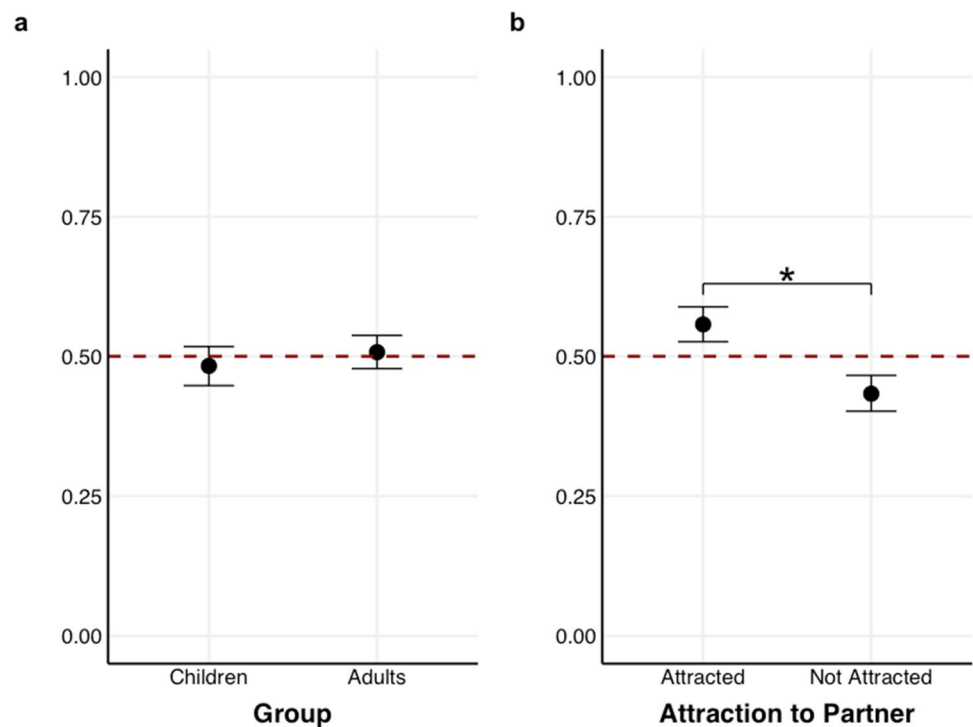 a
1.00
0.75
0.50
0.25
0.00
Children Adults
Group
b
1.00
0.75
*
0.50
0.25
0.00
Attracted Not Attracted
Attraction to Partner